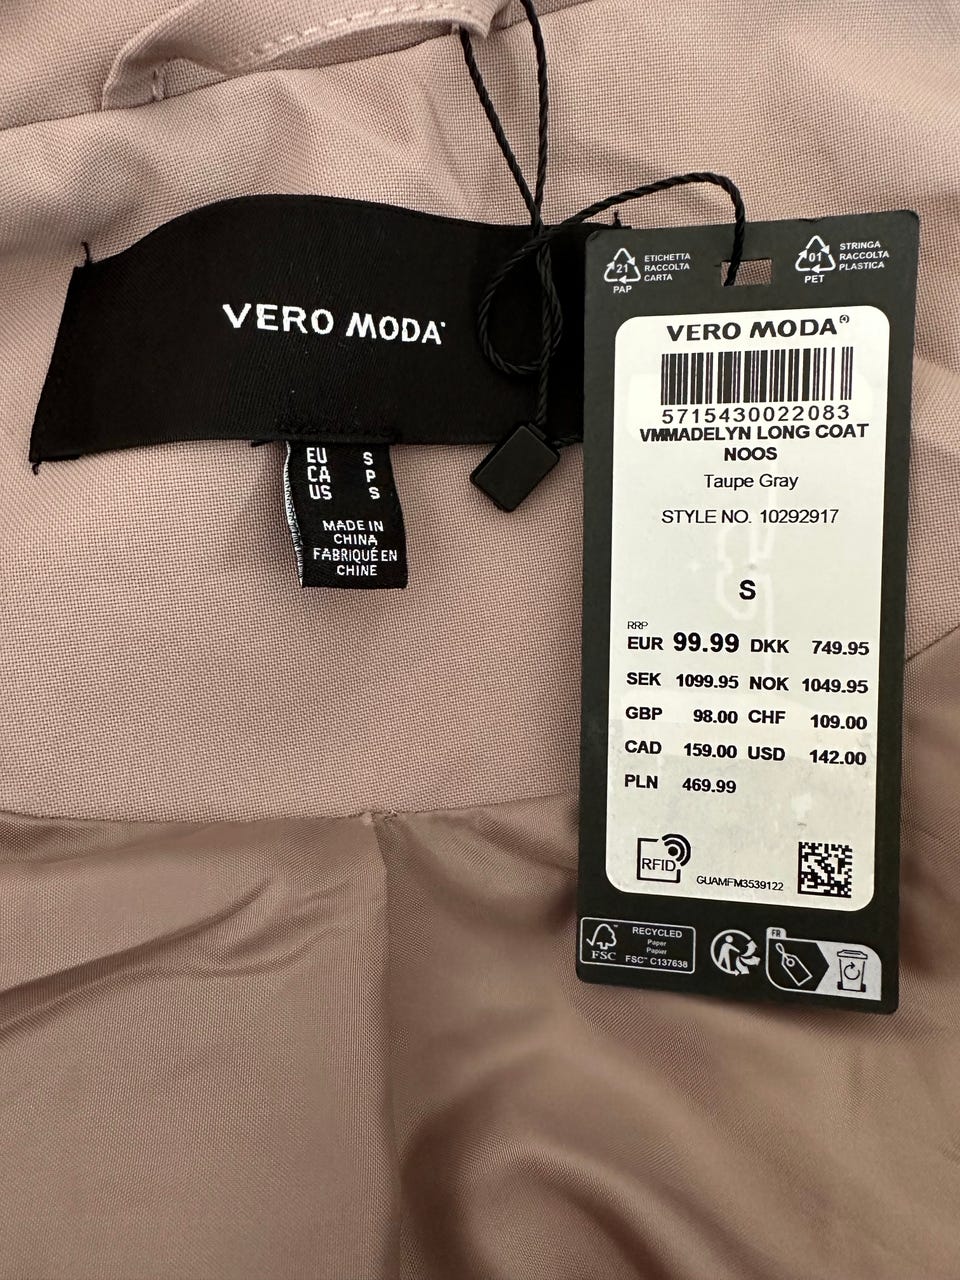 VERO MODA
EU S
CA P
US S
MADE IN
CHINA
FABRIQUÉ EN
CHINE
21
PAP
ETICHETTA
RACCOLTA
CARTA
01
PET
STRINGA
RACCOLTA
PLASTICA
VERO MODA®
5715430022083
VMMADELYN LONG COAT
NOOS
Taupe Gray
STYLE NO. 10292917
S
RRP
EUR 99.99 DKK 749.95
SEK 1099.95 NOK 1049.95
GBP 98.00 CHF 109.00
CAD 159.00 USD 142.00
PLN 469.99
RFID
GUAMFM3539122
FSC™
RECYCLED
Paper
Papier
FSC™ C137638
FR